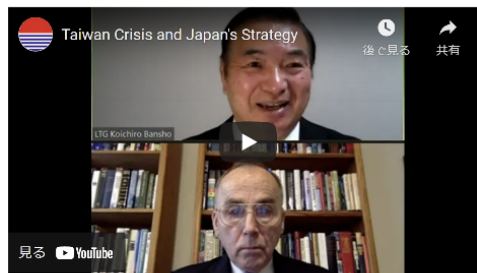 Taiwan Crisis and Japan's Strategy
後で見る
共有
LTG Koichiro Bansho
見る
YouTube